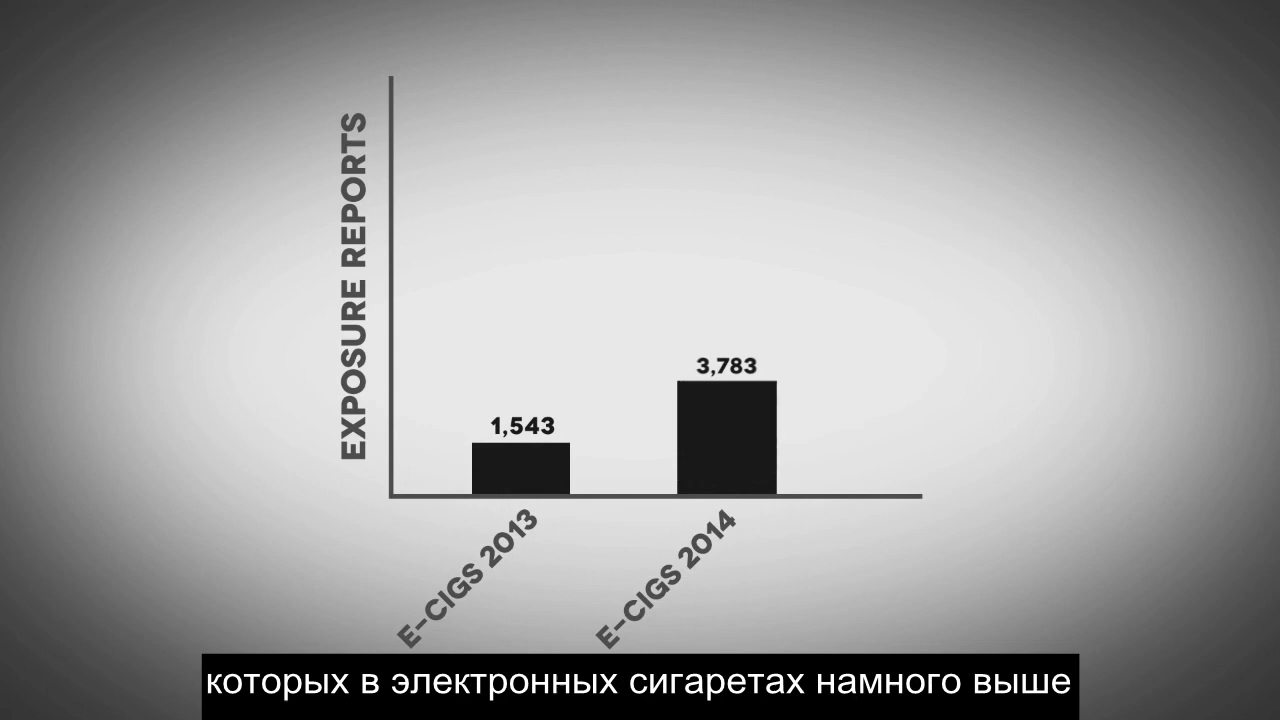 EXPOSURE REPORTS
1,543
3,783
E-CIGS 2013
E-CIGS 2014
которых в электронных сигаретах намного выше